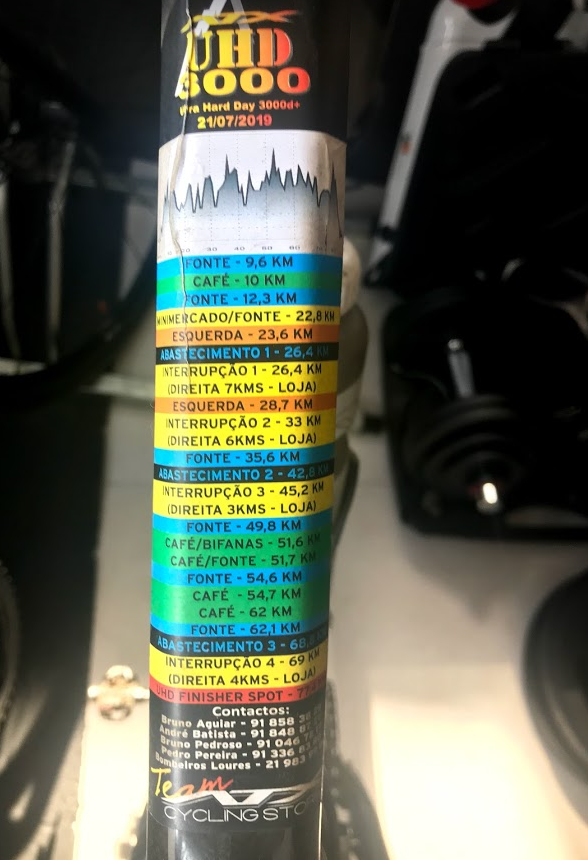 UHD
3000
Hard Day 3000d+
21/07/2019
FONTE - 9,6 KM
CAFÉ - 10 KM
FONTE - 12,3 KM
MINIMERCADO/FONTE - 22,8 KM
ESQUERDA - 23,6 KM
ABASTECIMENTO 1 - 26,4 KM
INTERRUPÇÃO 1 - 26,4 KM
(DIREITA 7KMS - LOJA)
ESQUERDA - 28,7 KM
INTERRUPÇÃO 2 - 33 KM
(DIREITA 6KMS - LOJA)
FONTE - 35,6 KM
ABASTECIMENTO 2 - 42,8 KM
INTERRUPÇÃO 3 - 45,2 KM
(DIREITA 3KMS - LOJA)
FONTE - 49,8 KM
CAFÉ/BIFANAS - 51,6 KM
CAFÉ/FONTE - 51,7 KM
FONTE - 54,6 KM
CAFÉ - 54,7 KM
CAFÉ - 62 KM
FONTE - 62,1 KM
ABASTECIMENTO 3 - 68,
INTERRUPÇÃO 4 - 69 KM
(DIREITA 4KMS - LOJA)
UHD FINISHER SPOT - 77
Contactos:
Bruno Aguiar - 91 858
André Batista - 91 848
Bruno Pedroso - 91 046
Pedro Pereira - 91 336
Bombeiros Loures - 21 983
Team
CYCLING STO